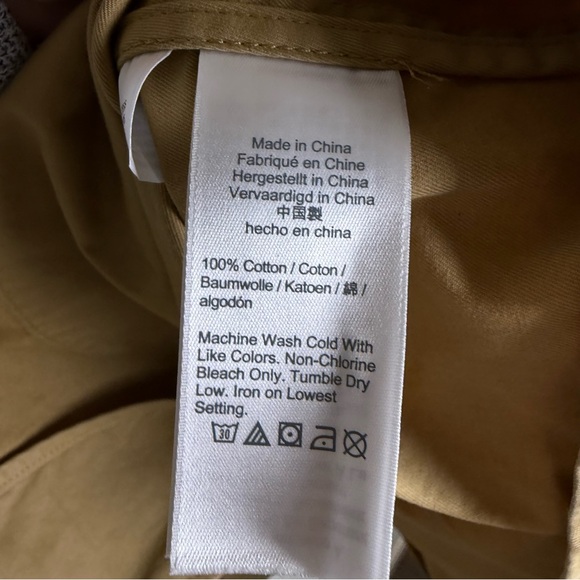 Made in China
Fabriqué en Chine
Hergestellt in China
Vervaardigd in China
中国製
hecho en china
100% Cotton / Coton /
Baumwolle / Katoen / 綿 /
algodón
Machine Wash Cold With
Like Colors. Non-Chlorine
Bleach Only. Tumble Dry
Low. Iron on Lowest
Setting.
30